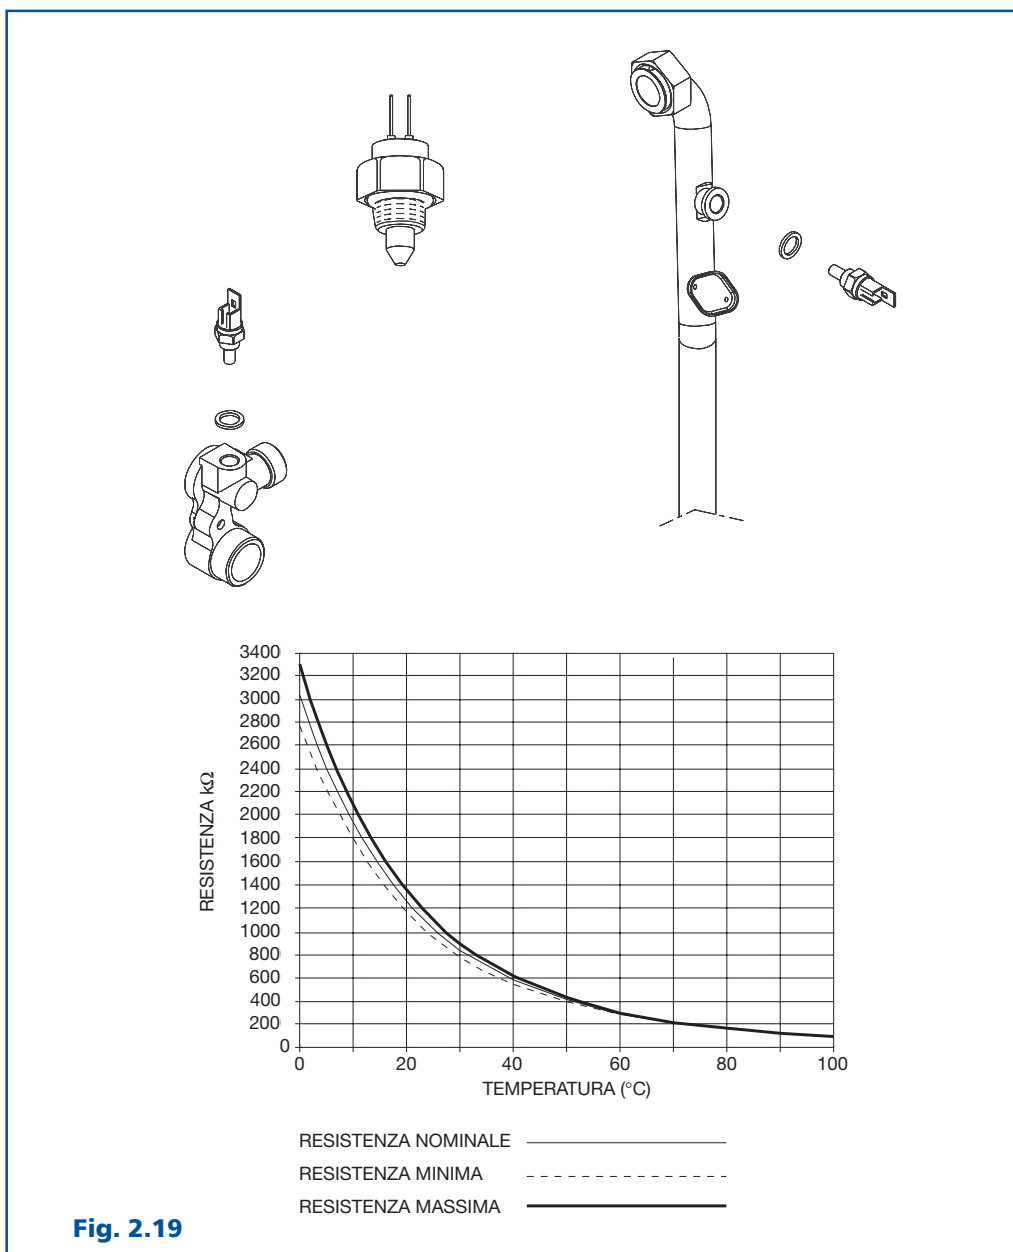 3400
3200
3000
2800
2600
2400
2200
2000
1800
1600
1400
1200
1000
800
600
400
200
0
RESISTENZA kΩ
0 20 40 60 80 100
TEMPERATURA (°C)
RESISTENZA NOMINALE
RESISTENZA MINIMA
RESISTENZA MASSIMA
Fig. 2.19